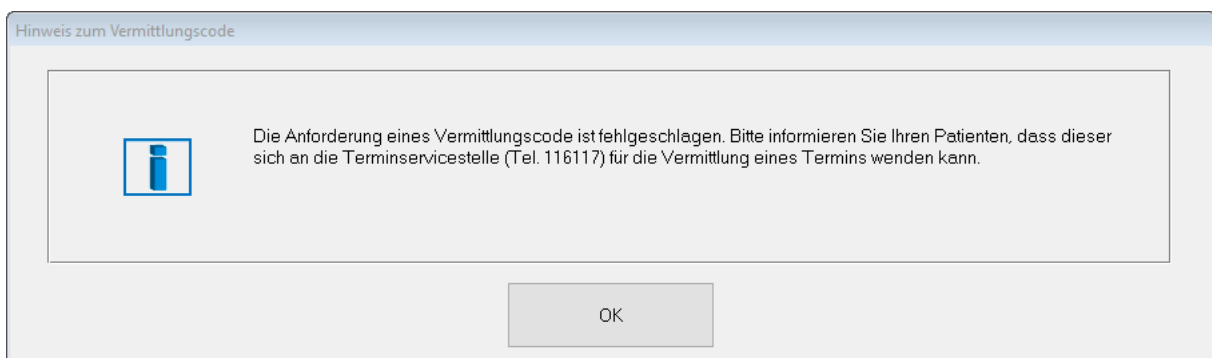 Hinweis zum Vermittlungscode
Die Anforderung eines Vermittlungscode ist fehlgeschlagen. Bitte informieren Sie Ihren Patienten, dass dieser
sich an die Terminservicestelle (Tel. 116117) für die Vermittlung eines Termins wenden kann.
OK